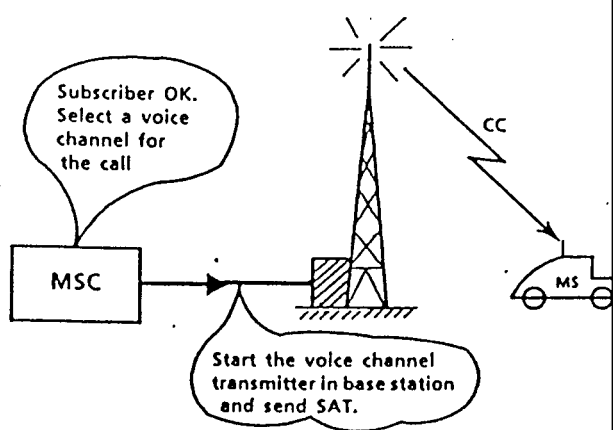 Subscriber OK.
Select a voice
channel for
the call
CC
MSC
MS
Start the voice channel
transmitter in base station
and send SAT.